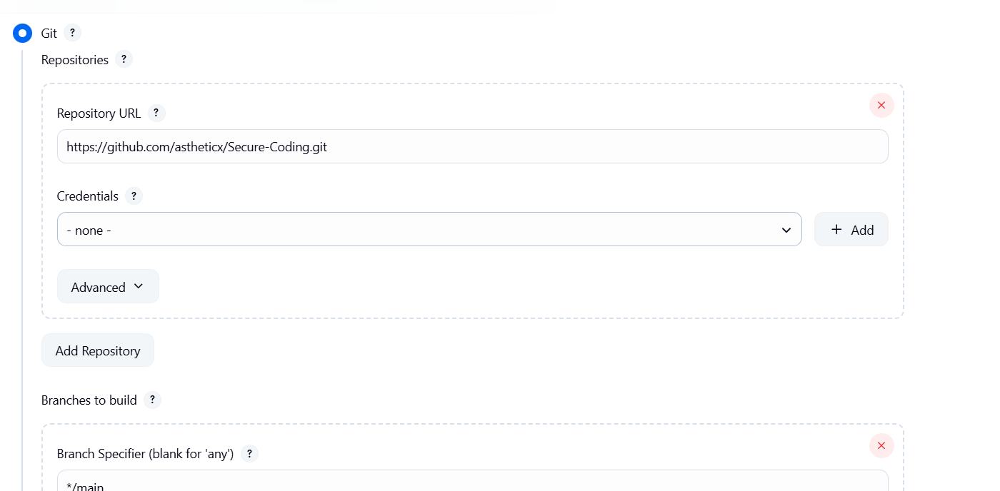 Git ?
Repositories ?
Repository URL ?
https://github.com/astheticx/Secure-Coding.git
Credentials ?
- none -
+ Add
Advanced
Add Repository
Branches to build ?
Branch Specifier (blank for 'any') ?
*/main